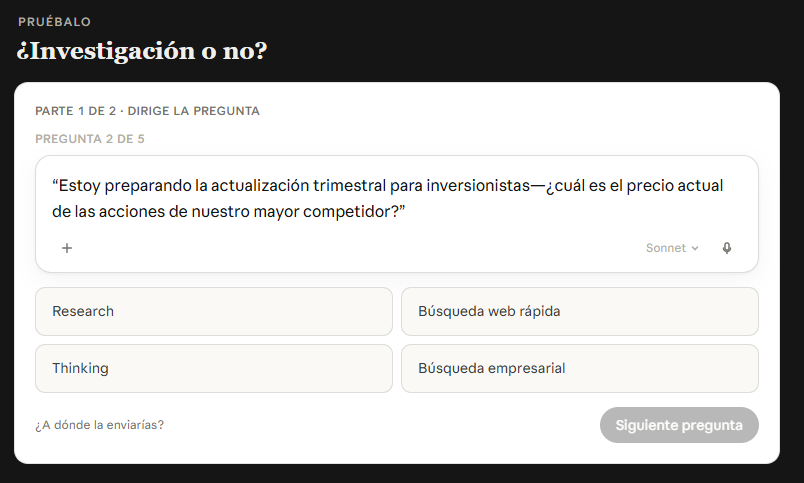 PRUÉBALO
¿Investigación o no?
PARTE 1 DE 2 · DIRIGE LA PREGUNTA
PREGUNTA 2 DE 5
“Estoy preparando la actualización trimestral para inversionistas—¿cuál es el precio actual
de las acciones de nuestro mayor competidor?”
Sonnet
Research
Búsqueda web rápida
Thinking
Búsqueda empresarial
¿A dónde la enviarías?
Siguiente pregunta